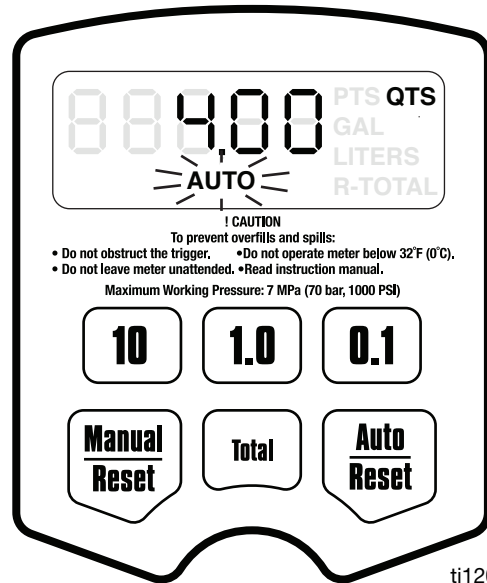 4.00 PTS QTS
GAL
LITERS
AUTO R-TOTAL
! CAUTION
To prevent overfills and spills:
• Do not obstruct the trigger. •Do not operate meter below 32°F (0°C).
• Do not leave meter unattended. •Read instruction manual.
Maximum Working Pressure: 7 MPa (70 bar, 1000 PSI)
10 1.0 0.1
Manual
Reset
Total
Auto
Reset